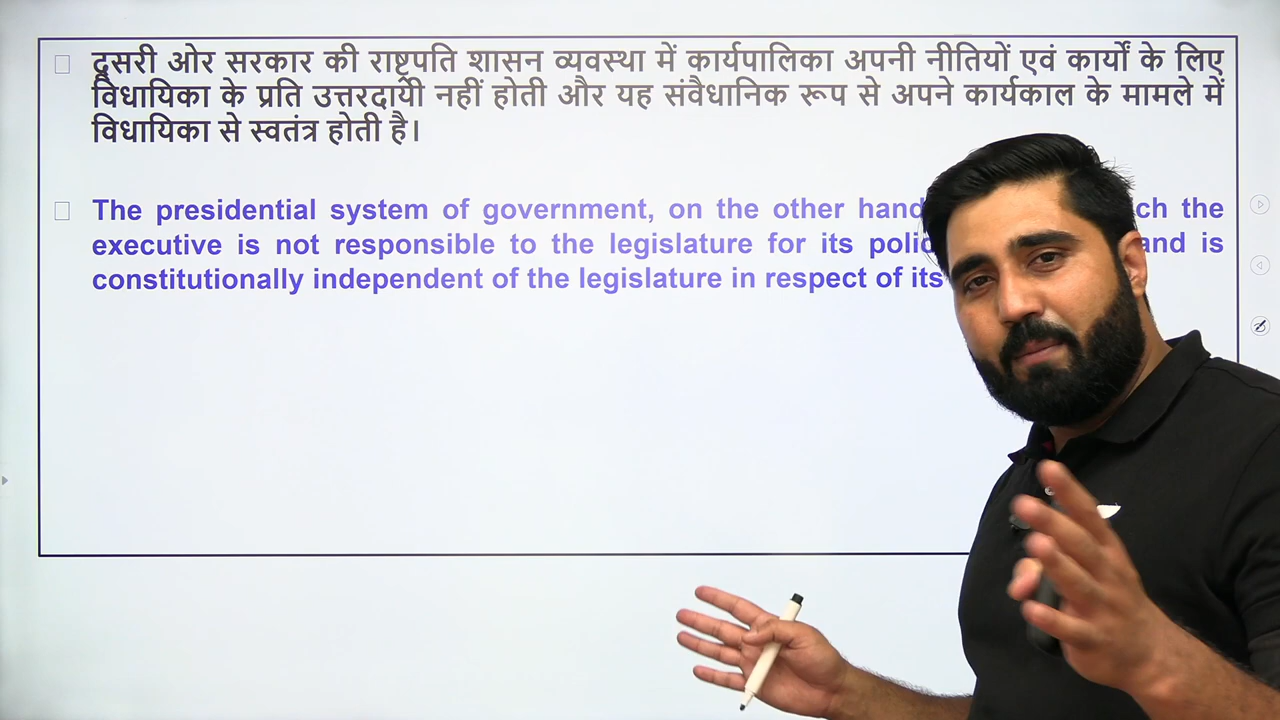 दूसरी ओर सरकार की राष्ट्रपति शासन व्यवस्था में कार्यपालिका अपनी नीतियों एवं कार्यों के लिए
विधायिका के प्रति उत्तरदायी नहीं होती और यह संवैधानिक रूप से अपने कार्यकाल के मामले में
विधायिका से स्वतंत्र होती है।
The presidential system of government, on the other hand the
executive is not responsible to the legislature for its and is
constitutionally independent of the legislature in respect of its